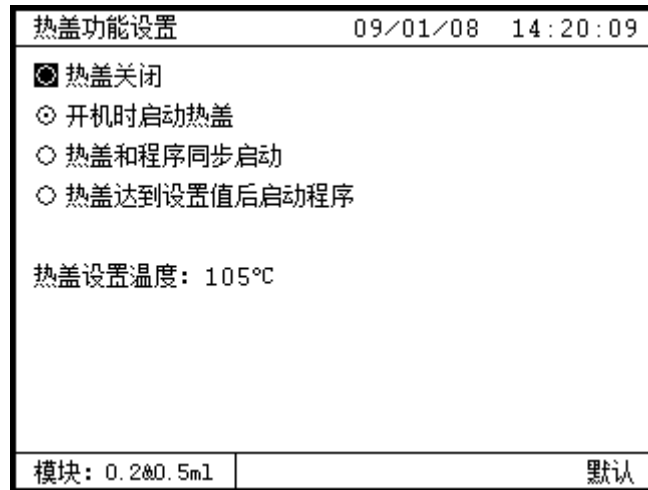 热盖功能设置 09/01/08 14:20:09
热盖关闭
开机时启动热盖
热盖和程序同步启动
热盖达到设置值后启动程序
热盖设置温度: 105℃
模块: 0.2&0.5ml 默认